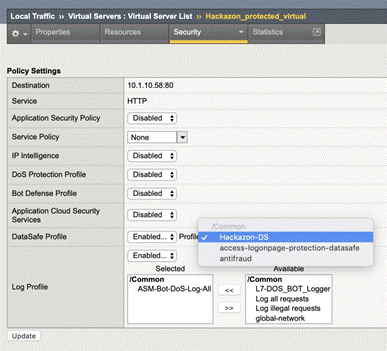 Local Traffic ›› Virtual Servers : Virtual Server List ›› Hackazon_protected_virtual
Properties Resources Security Statistics
Policy Settings
Destination 10.1.10.58:80
Service HTTP
Application Security Policy Disabled
Service Policy None
IP Intelligence Disabled
DoS Protection Profile Disabled
Bot Defense Profile Disabled
Application Cloud Security Services Disabled
/Common
DataSafe Profile Enabled... Profile ✓ Hackazon-DS
access-logonpage-protection-datasafe
antifraud
Log Profile Enabled...
Selected Available
/Common /Common
ASM-Bot-DoS-Log-All << L7-DOS_BOT_Logger
Log all requests
>> Log illegal requests
global-network
Update